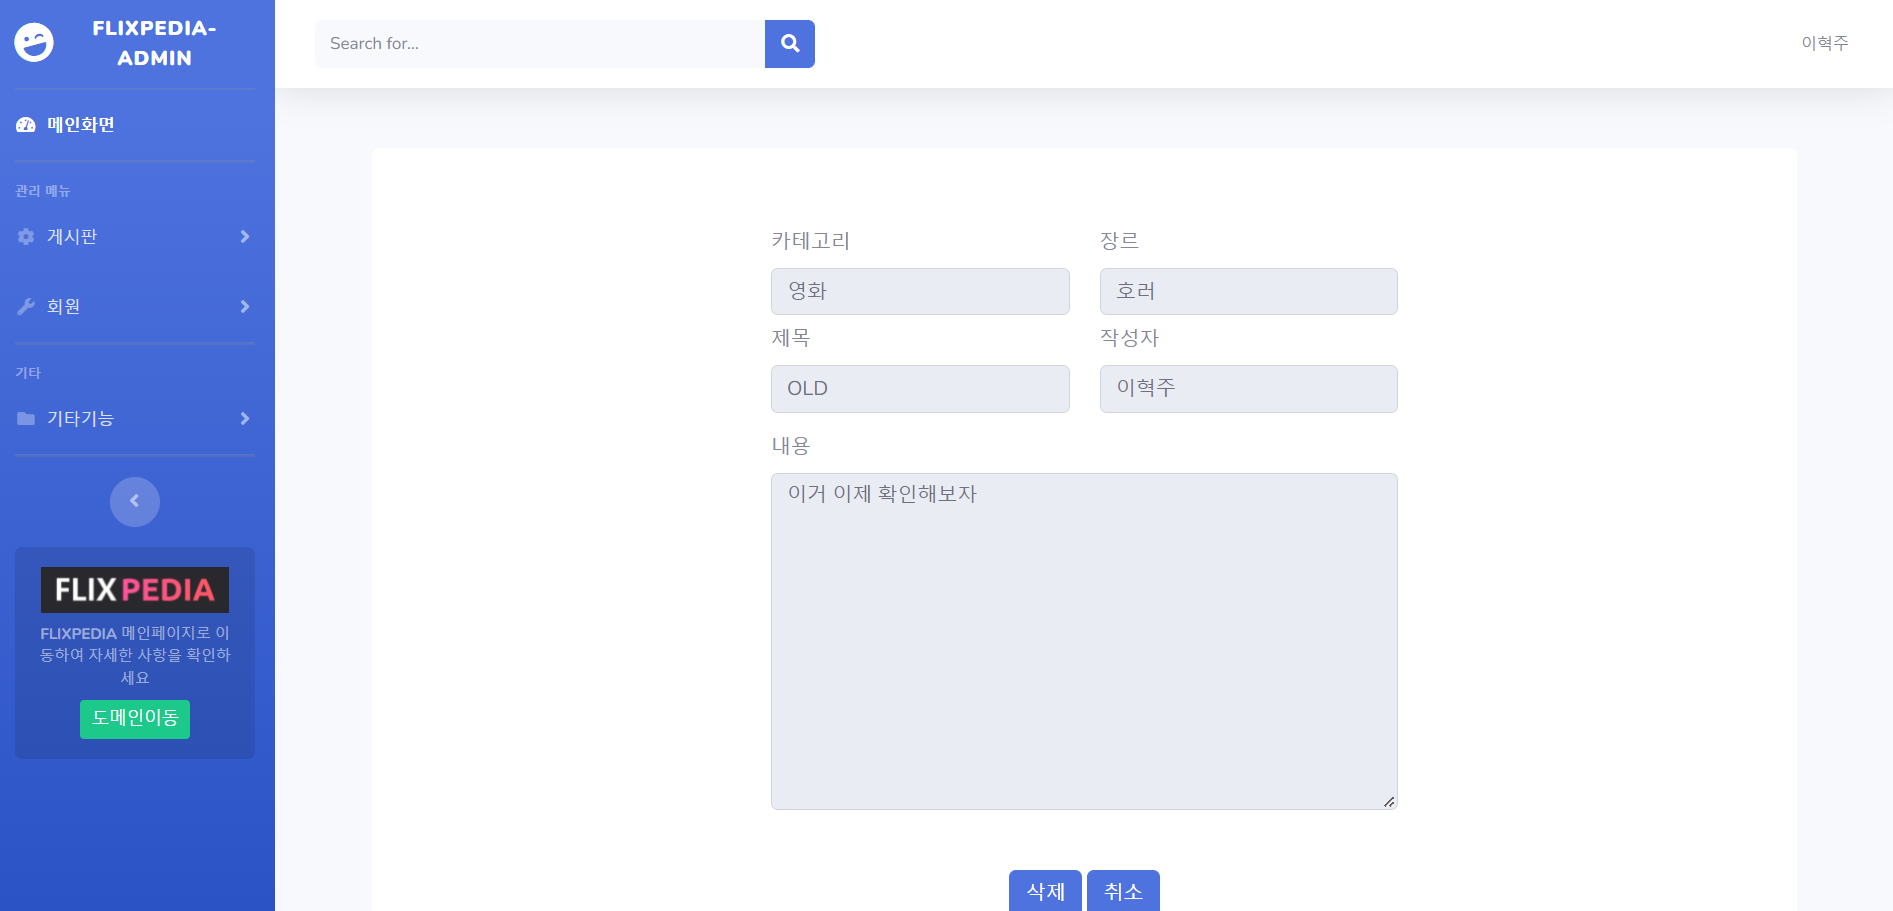 FLIXPEDIA-
ADMIN
메인화면
관리 메뉴
게시판
회원
기타
기타기능
FLIXPEDIA
FLIXPEDIA 메인페이지로 이
동하여 자세한 사항을 확인하
세요
도메인이동
Search for...
이혁주
카테고리
장르
영화
호러
제목
작성자
OLD
이혁주
내용
이거 이제 확인해보자
삭제
취소